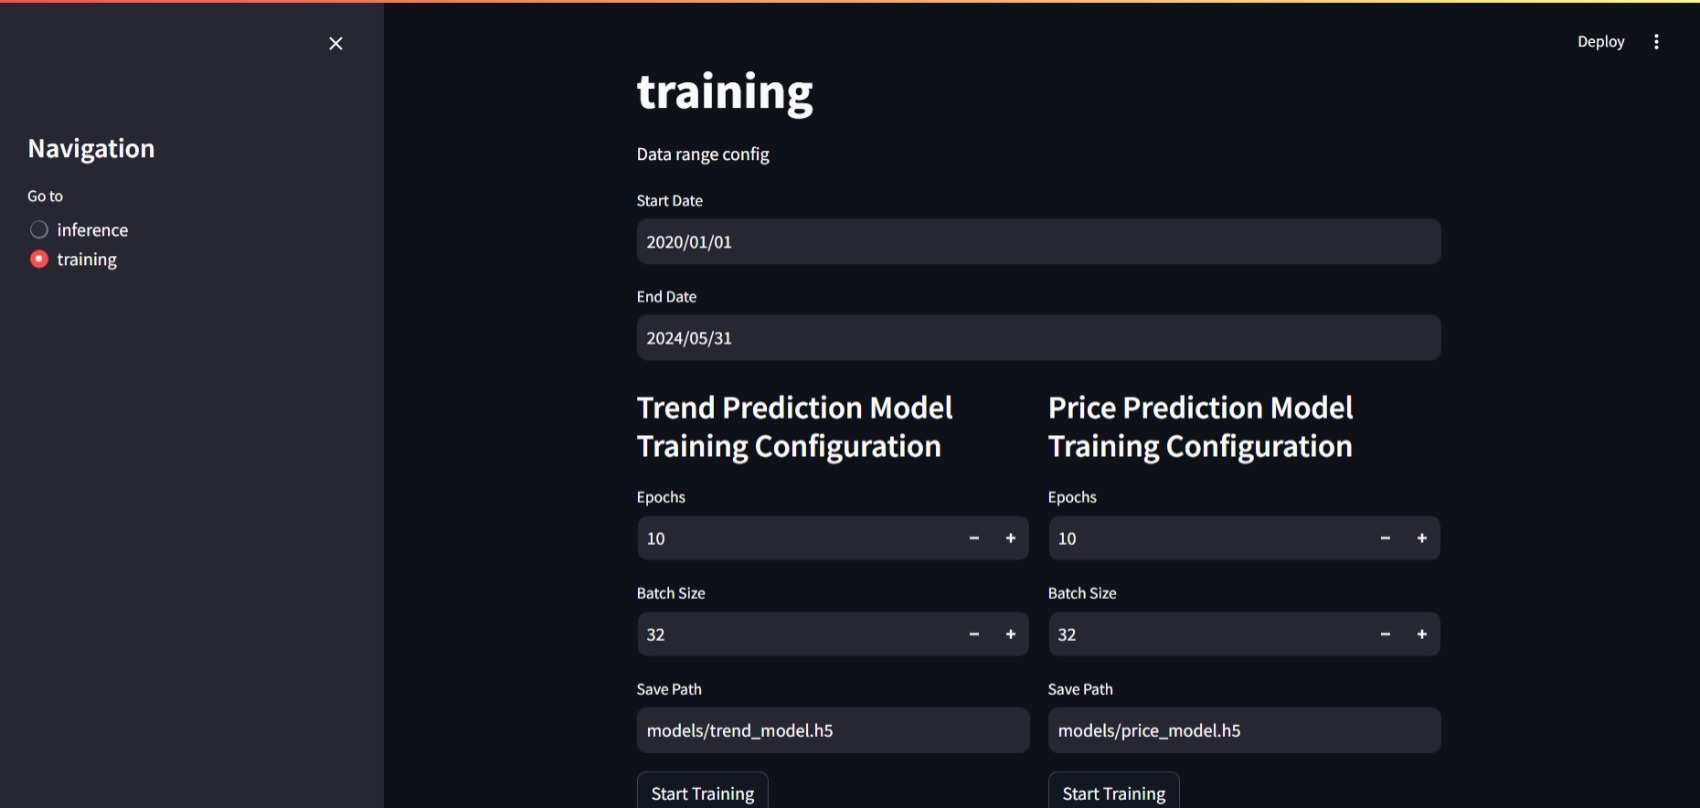 Deploy
Navigation
Go to
inference
training
training
Data range config
Start Date
2020/01/01
End Date
2024/05/31
Trend Prediction Model
Training Configuration
Epochs
10
Batch Size
32
Save Path
models/trend_model.h5
Start Training
Price Prediction Model
Training Configuration
Epochs
10
Batch Size
32
Save Path
models/price_model.h5
Start Training